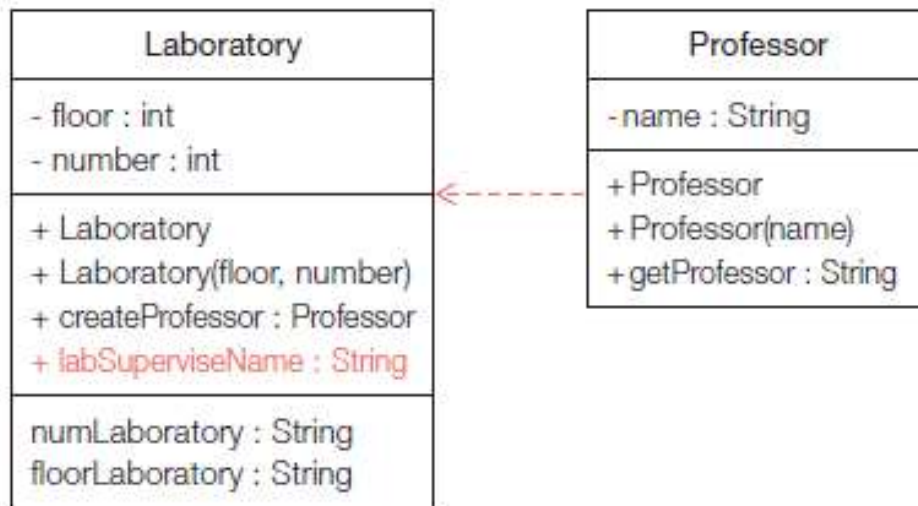 Laboratory
- floor : int
- number : int
+ Laboratory
+ Laboratory(floor, number)
+ createProfessor : Professor
+ labSuperviseName : String
numLaboratory : String
floorLaboratory : String
Professor
-name : String
+Professor
+Professor(name)
+getProfessor : String